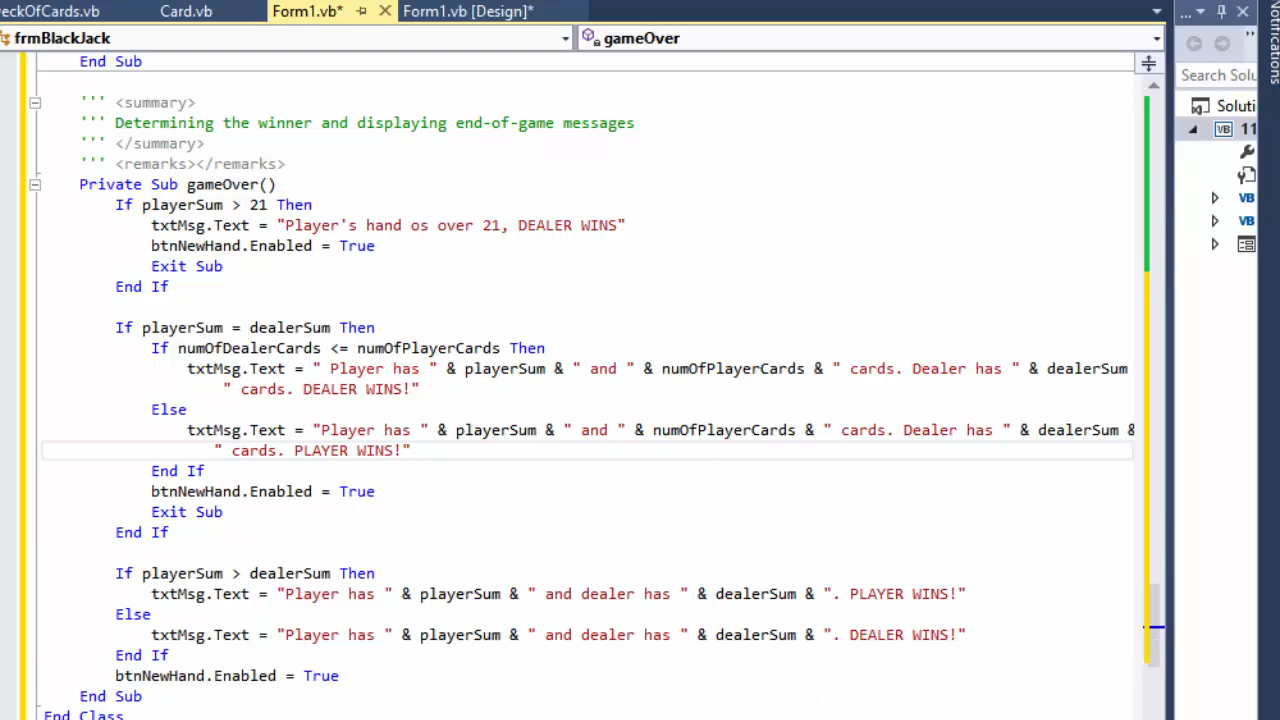 eckOfCards.vb Card.vb Form1.vb* Form1.vb [Design]*
frmBlackJack gameOver
Notifications
End Sub
Search Solu
''' <summary>
Soluti
''' Determining the winner and displaying end-of-game messages
VB 11
''' </summary>
''' <remarks></remarks>
Private Sub gameOver()
VB
If playerSum > 21 Then
txtMsg.Text = "Player's hand os over 21, DEALER WINS"
VB
btnNewHand.Enabled = True
Exit Sub
End If
If playerSum = dealerSum Then
If numOfDealerCards <= numOfPlayerCards Then
txtMsg.Text = " Player has " & playerSum & " and " & numOfPlayerCards & " cards. Dealer has " & dealerSum
" cards. DEALER WINS!"
Else
txtMsg.Text = "Player has " & playerSum & " and " & numOfPlayerCards & " cards. Dealer has " & dealerSum &
" cards. PLAYER WINS!"
End If
btnNewHand.Enabled = True
Exit Sub
End If
If playerSum > dealerSum Then
txtMsg.Text = "Player has " & playerSum & " and dealer has " & dealerSum & ". PLAYER WINS!"
Else
txtMsg.Text = "Player has " & playerSum & " and dealer has " & dealerSum & ". DEALER WINS!"
End If
btnNewHand.Enabled = True
End Sub
End Class